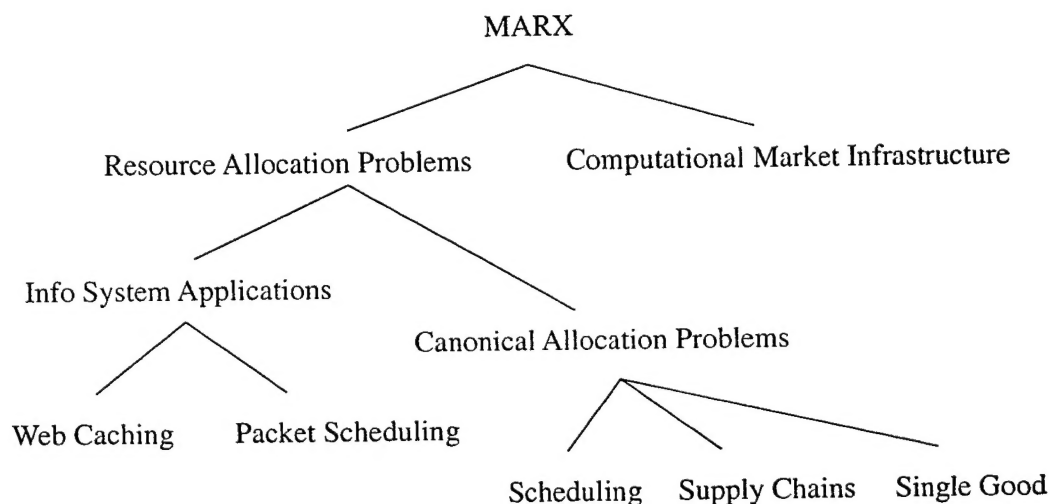 MARX
Resource Allocation Problems
Computational Market Infrastructure
Info System Applications
Canonical Allocation Problems
Web Caching
Packet Scheduling
Scheduling
Supply Chains
Single Good